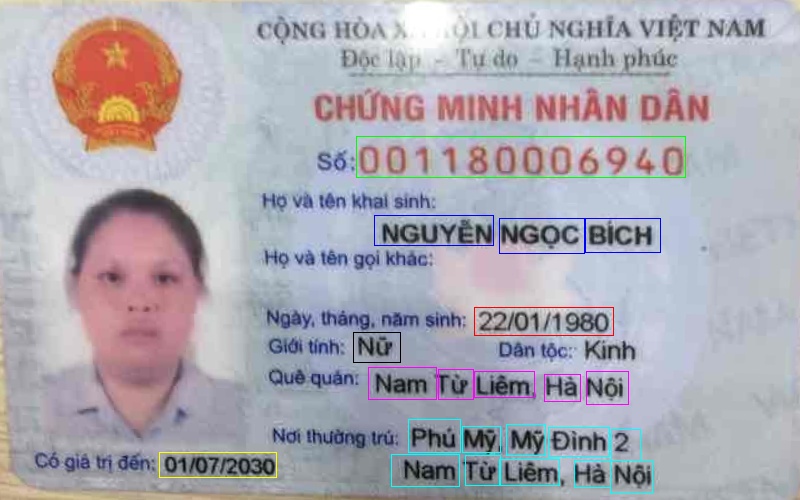 CỘNG HÒA X HỘI CHỦ NGHĨA VIỆT NAM
Độc lập - Tự do - Hạnh phúc
CHỨNG MINH NHÂN DÂN
Số: 001180006940
Họ và tên khai sinh:
NGUYỄN NGỌC BÍCH
Họ và tên gọi khác:
Ngày, tháng, năm sinh: 22/01/1980
Giới tính: Nữ Dân tộc: Kinh
Quê quán: Nam Từ Liêm, Hà Nội
Nơi thường trú: Phú Mỹ, Mỹ Đình 2
Nam Từ Liêm, Hà Nội
Có giá trị đến: 01/07/2030